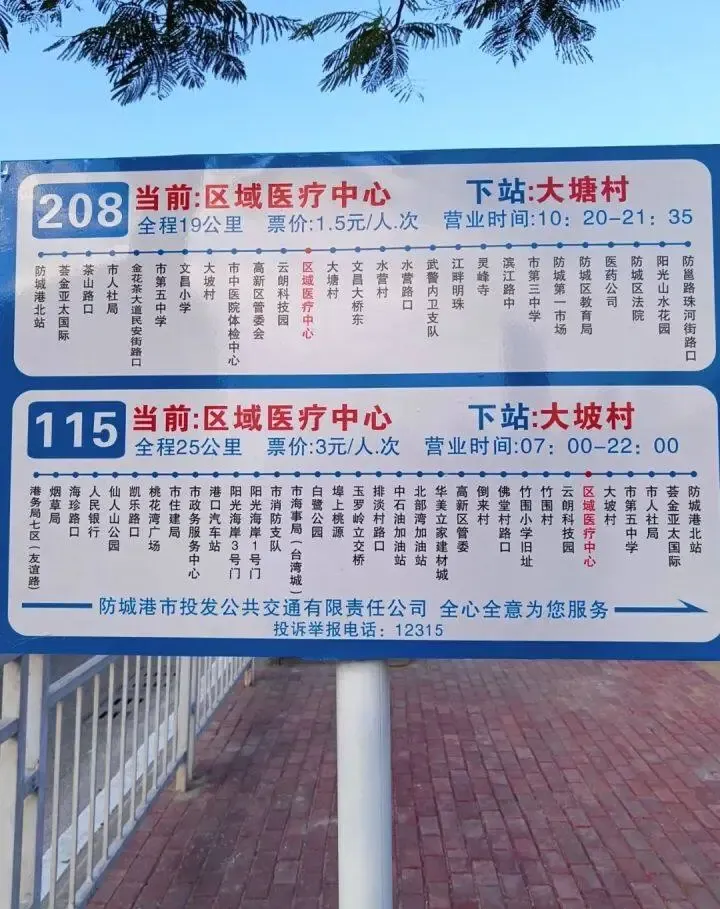 208
当前:区域医疗中心
下站:大塘村
全程19公里
票价:1.5元/人.次
营业时间:10：20-21：35
防城港北站
荟金亚太国际
茶山路口
市人社局
金花茶大道民安街路口
市第五中学
文昌小学
大坡村
市中医院体检中心
高新区管委会
云朗科技园
区域医疗中心
大塘村
文昌大桥东
水营村
水营路口
武警内卫支队
江畔明珠
灵峰寺
滨江路中
市第三中学
防城第一市场
防城区教育局
医药公司
防城区法院
阳光山水花园
防邕路珠河街路口
115
当前:区域医疗中心
下站:大坡村
全程25公里
票价:3元/人.次
营业时间:07：00-22：00
港务局七区(友谊路)
烟草局
海珍路口
人民银行
仙人山公园
凯乐路口
桃花湾广场
市住建局
市政务服务中心
港口汽车站
阳光海岸3号门
阳光海岸1号门
市消防支队
市海事局(台湾城)
白鹭公园
埠上桃源
玉罗岭立交桥
排淡村路口
中石油加油站
北部湾加油站
华美立家建材城
高新区管委
倒来村
佛堂村路口
竹围小学旧址
竹围村
云朗科技园
区域医疗中心
大坡村
市第五中学
市人社局
荟金亚太国际
防城港北站
防城港市投发公共交通有限责任公司 全心全意为您服务
投诉举报电话：12315